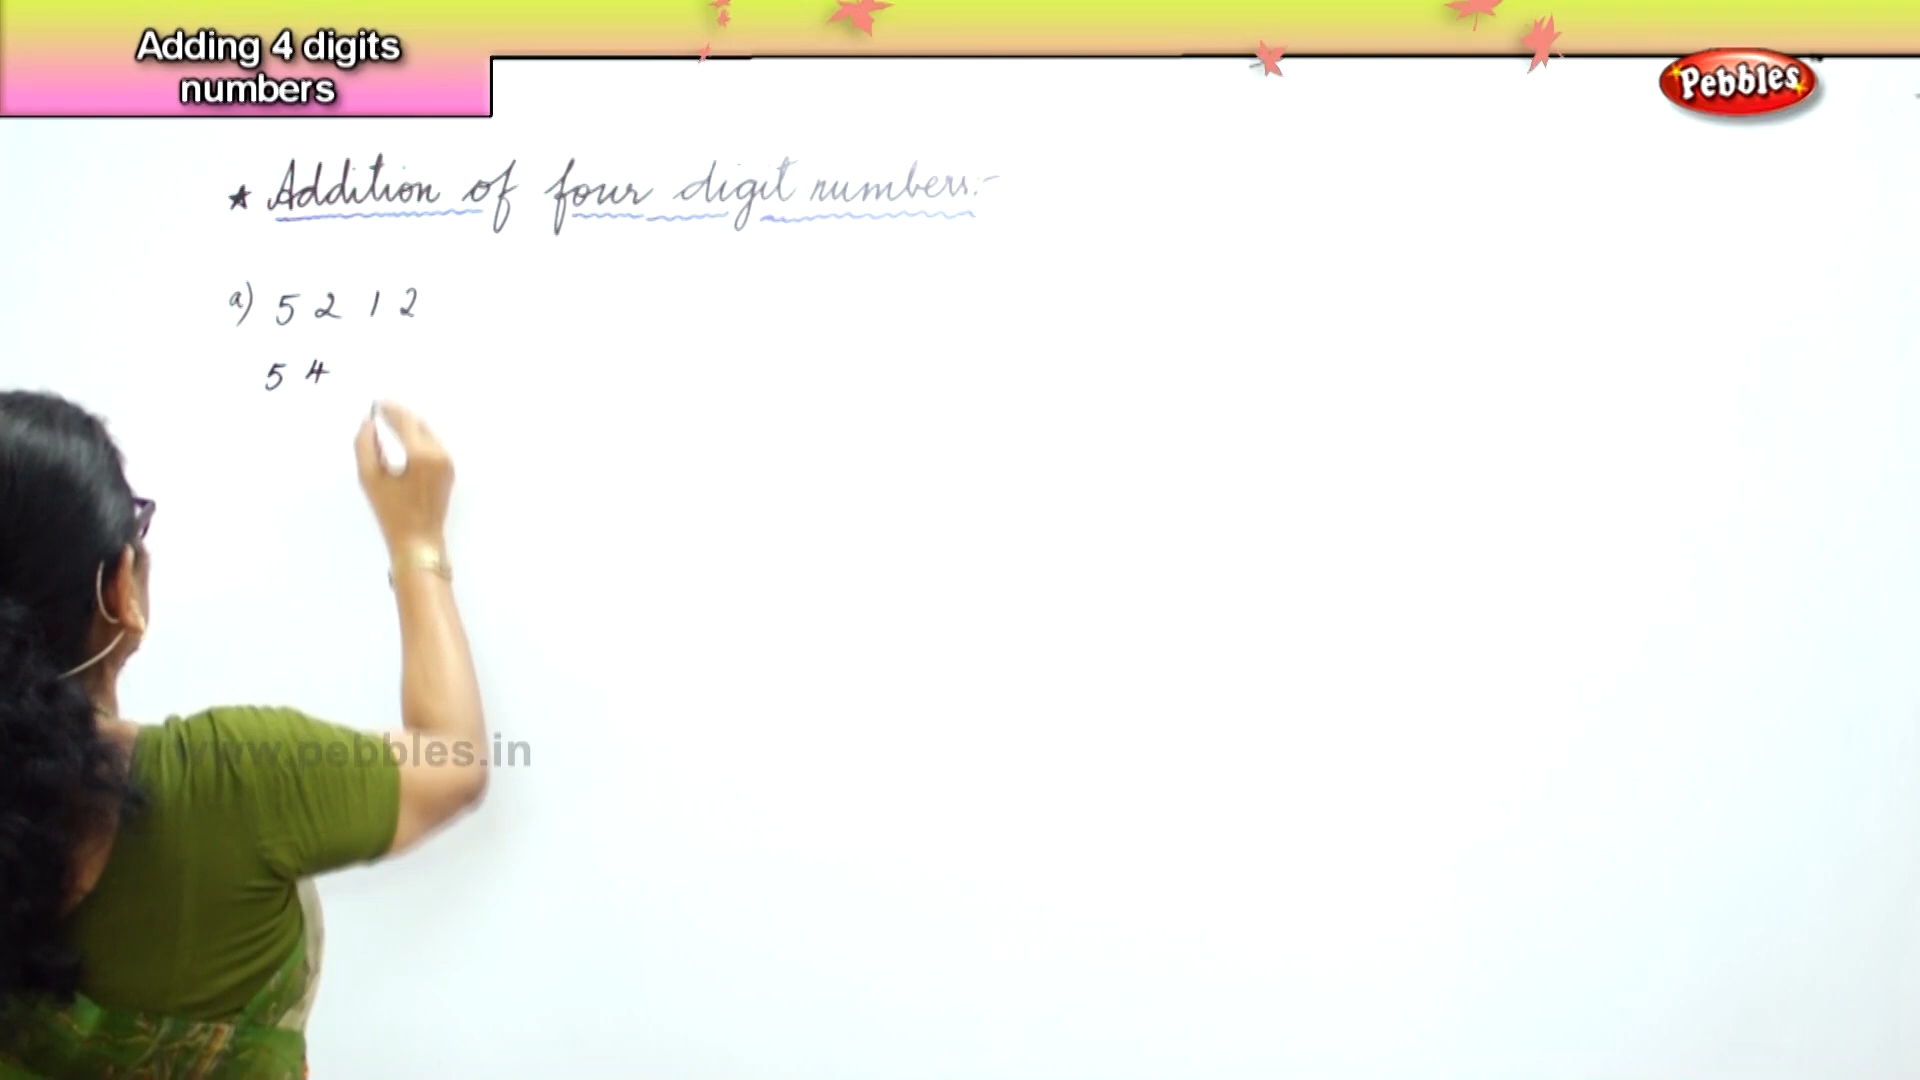 Adding 4 digits
numbers
Pebbles
★ Addition of four digit numbers:-
a) 5 2 1 2
5 4
www.pebbles.in